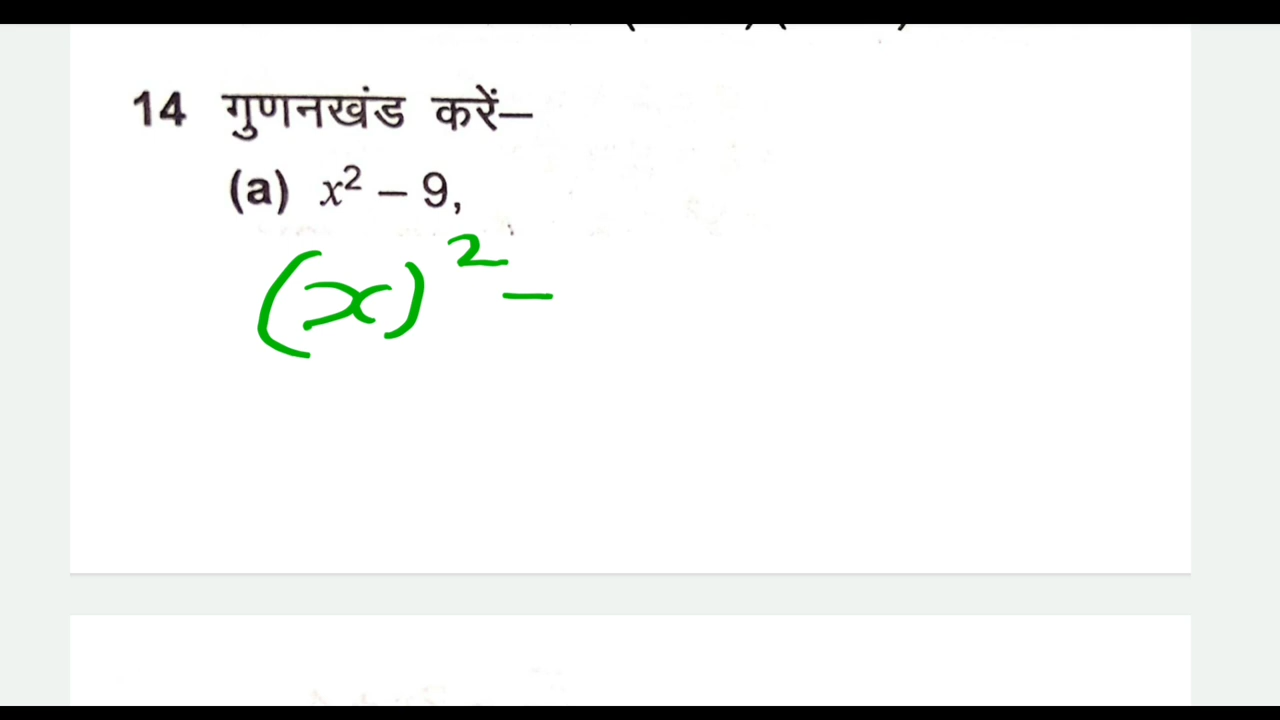 14 गुणनखंड करें–
(a) x² – 9,
(x)² –